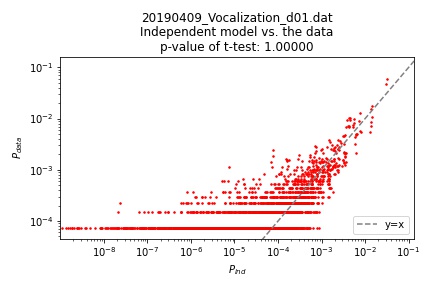 20190409_Vocalization_d01.dat
Independent model vs. the data
p-value of t-test: 1.00000
10⁻¹
10⁻²
10⁻³
10⁻⁴
P_data
10⁻⁸ 10⁻⁷ 10⁻⁶ 10⁻⁵ 10⁻⁴ 10⁻³ 10⁻² 10⁻¹
P_ind
y=x